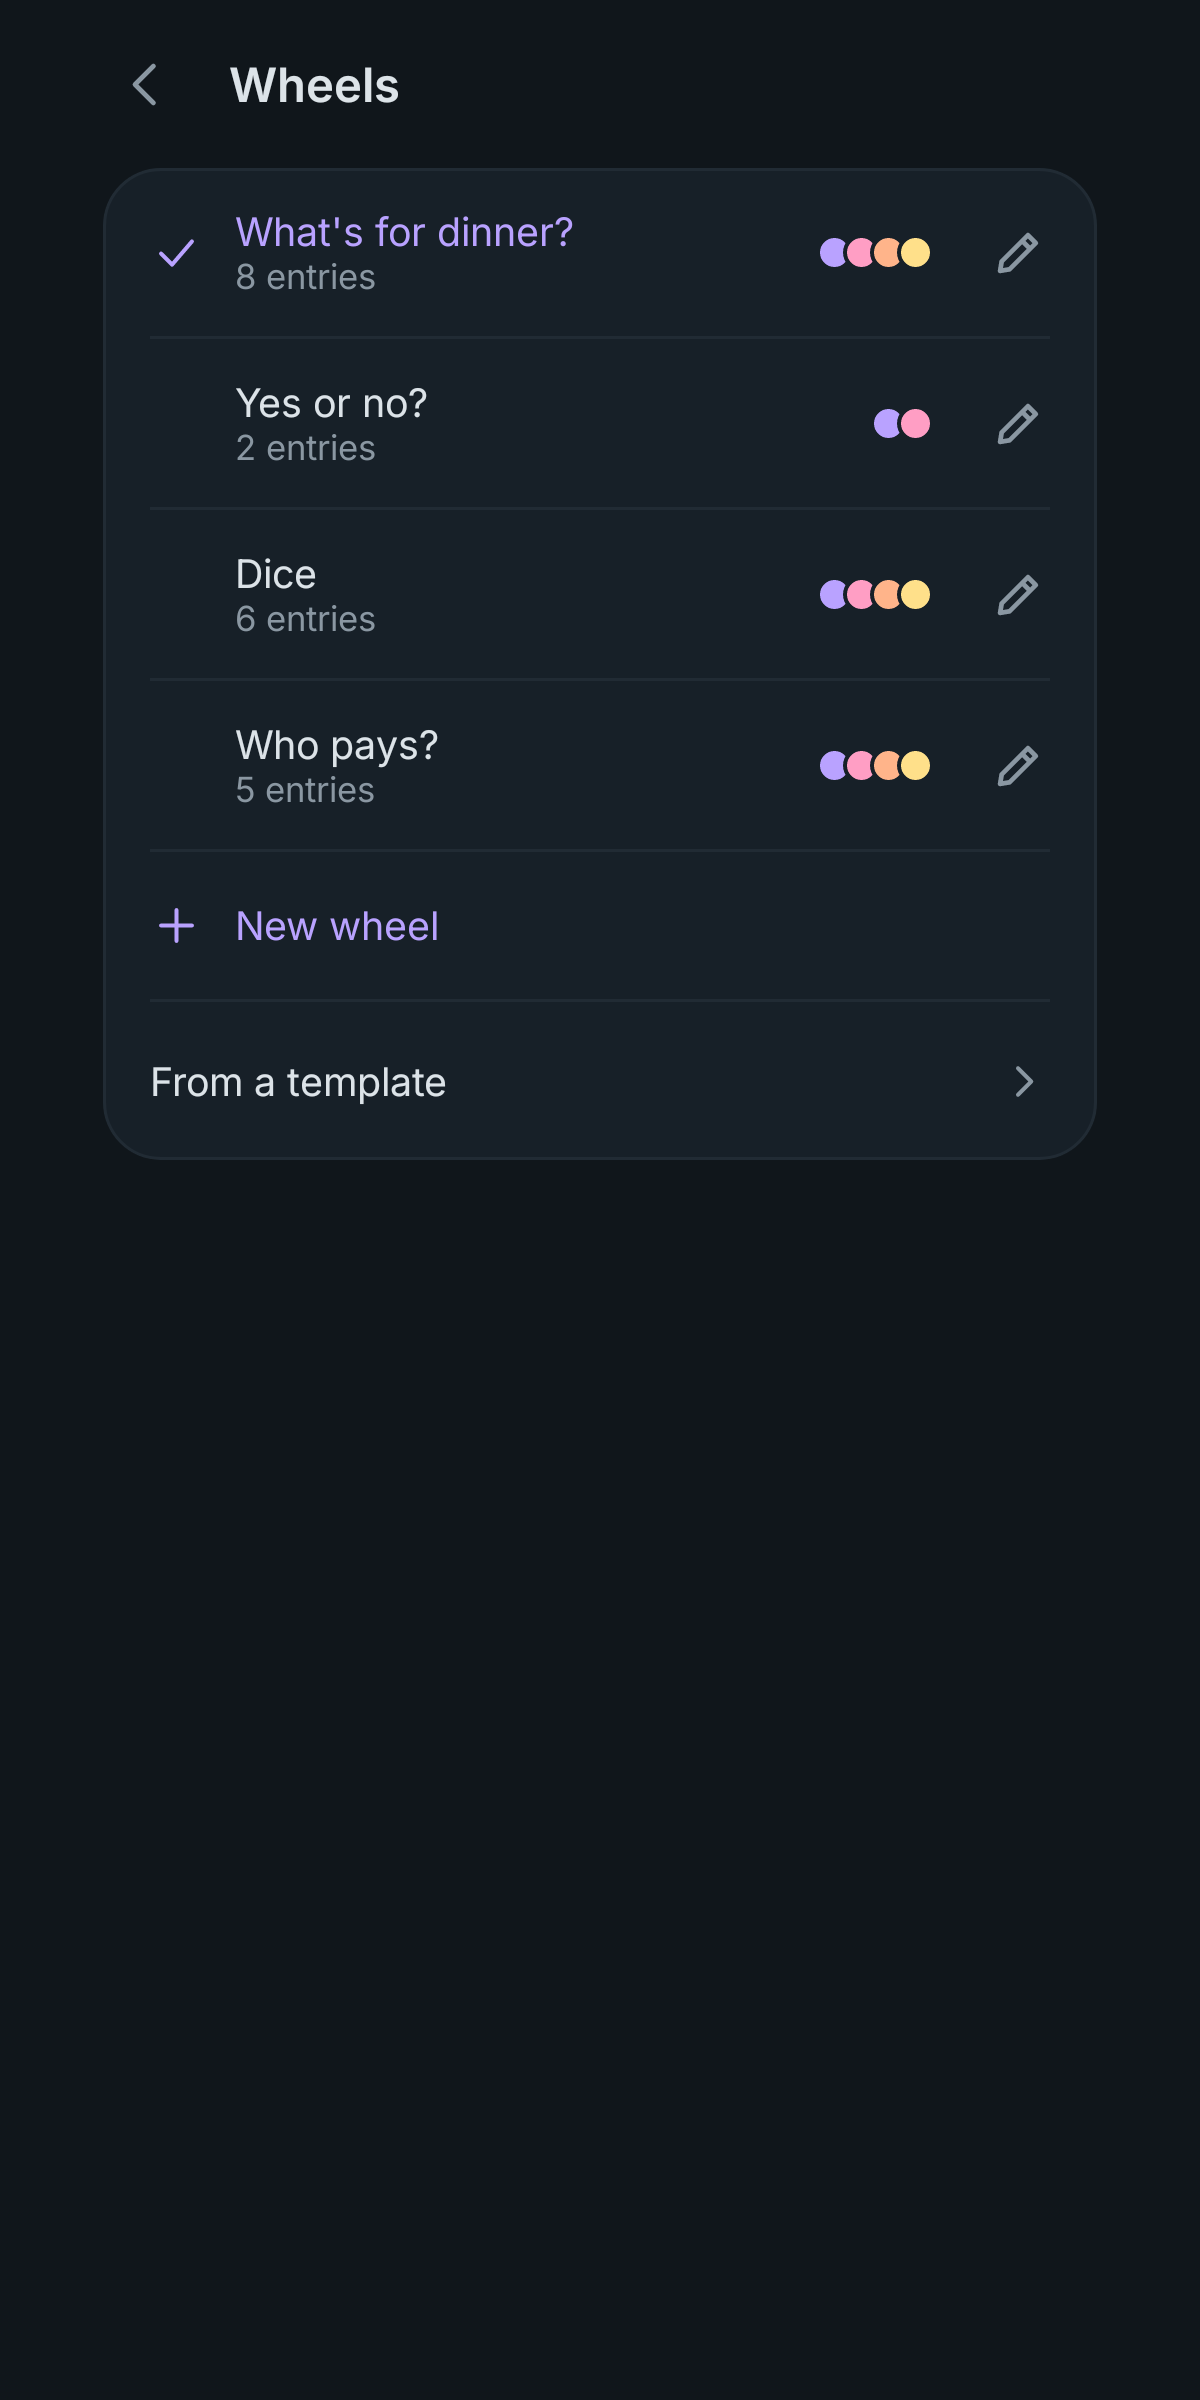 Wheels
What's for dinner?
8 entries
Yes or no?
2 entries
Dice
6 entries
Who pays?
5 entries
New wheel
From a template